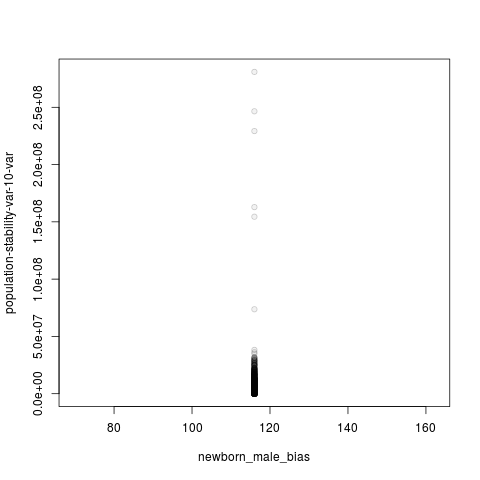 population-stability-var-10-var
2.5e+08
2.0e+08
1.5e+08
1.0e+08
5.0e+07
0.0e+00
80 100 120 140 160
newborn_male_bias